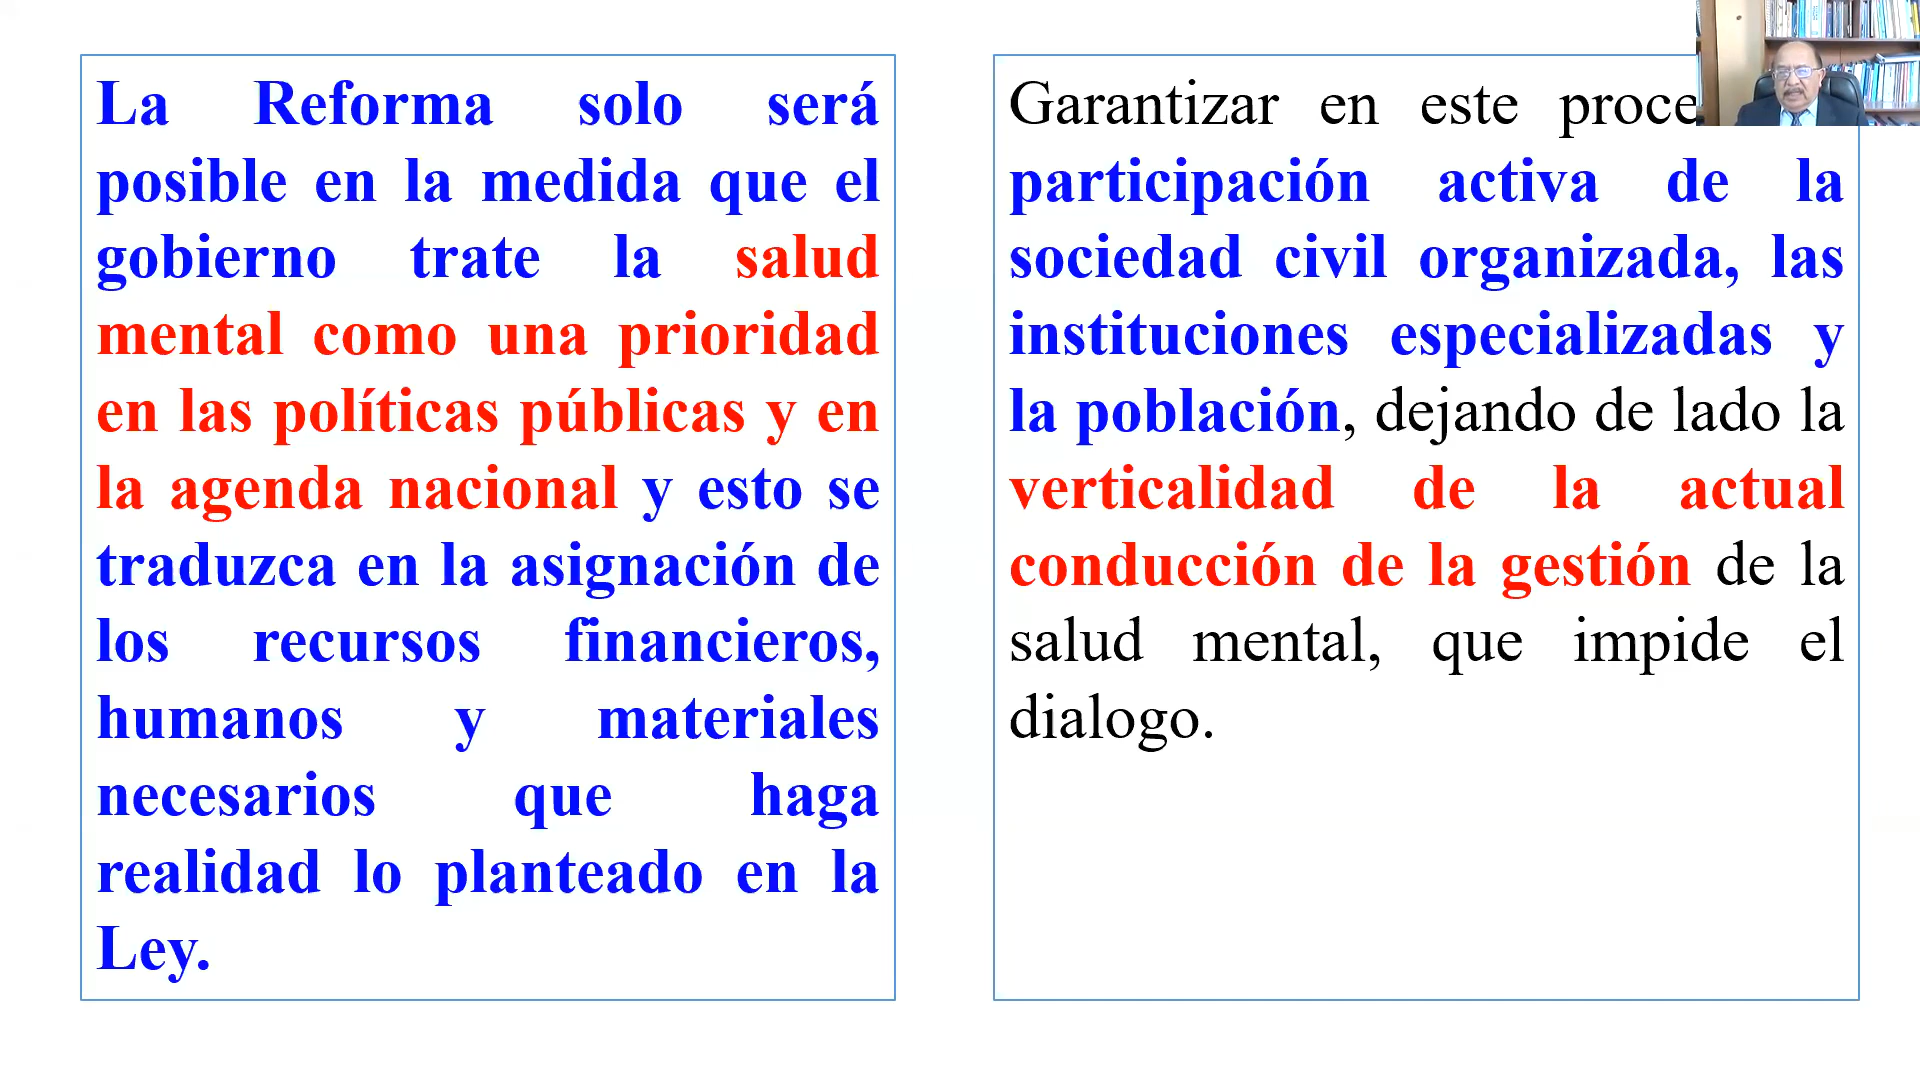 La Reforma solo será
posible en la medida que el
gobierno trate la salud
mental como una prioridad
en las políticas públicas y en
la agenda nacional y esto se
traduzca en la asignación de
los recursos financieros,
humanos y materiales
necesarios que haga
realidad lo planteado en la
Ley.
Garantizar en este proce
participación activa de la
sociedad civil organizada, las
instituciones especializadas y
la población, dejando de lado la
verticalidad de la actual
conducción de la gestión de la
salud mental, que impide el
dialogo.